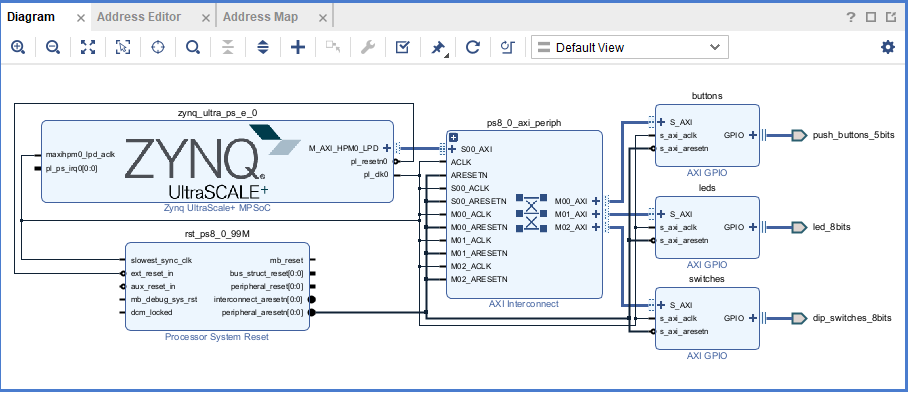 Diagram
Address Editor
Address Map
Default View
zynq_ultra_ps_e_0
maxihpm0_lpd_aclk
pl_ps_irq0[0:0]
ZYNQ
UltraSCALE+
M_AXI_HPM0_LPD
pl_resetn0
pl_clk0
Zynq UltraScale+ MPSoC
rst_ps8_0_99M
slowest_sync_clk
ext_reset_in
aux_reset_in
mb_debug_sys_rst
dcm_locked
mb_reset
bus_struct_reset[0:0]
peripheral_reset[0:0]
interconnect_aresetn[0:0]
peripheral_aresetn[0:0]
Processor System Reset
ps8_0_axi_periph
S00_AXI
ACLK
ARESETN
S00_ACLK
S00_ARESETN
M00_ACLK
M00_ARESETN
M01_ACLK
M01_ARESETN
M02_ACLK
M02_ARESETN
M00_AXI
M01_AXI
M02_AXI
AXI Interconnect
buttons
S_AXI
s_axi_aclk
s_axi_aresetn
GPIO
AXI GPIO
push_buttons_5bits
leds
S_AXI
s_axi_aclk
s_axi_aresetn
GPIO
AXI GPIO
led_8bits
switches
S_AXI
s_axi_aclk
s_axi_aresetn
GPIO
AXI GPIO
dip_switches_8bits